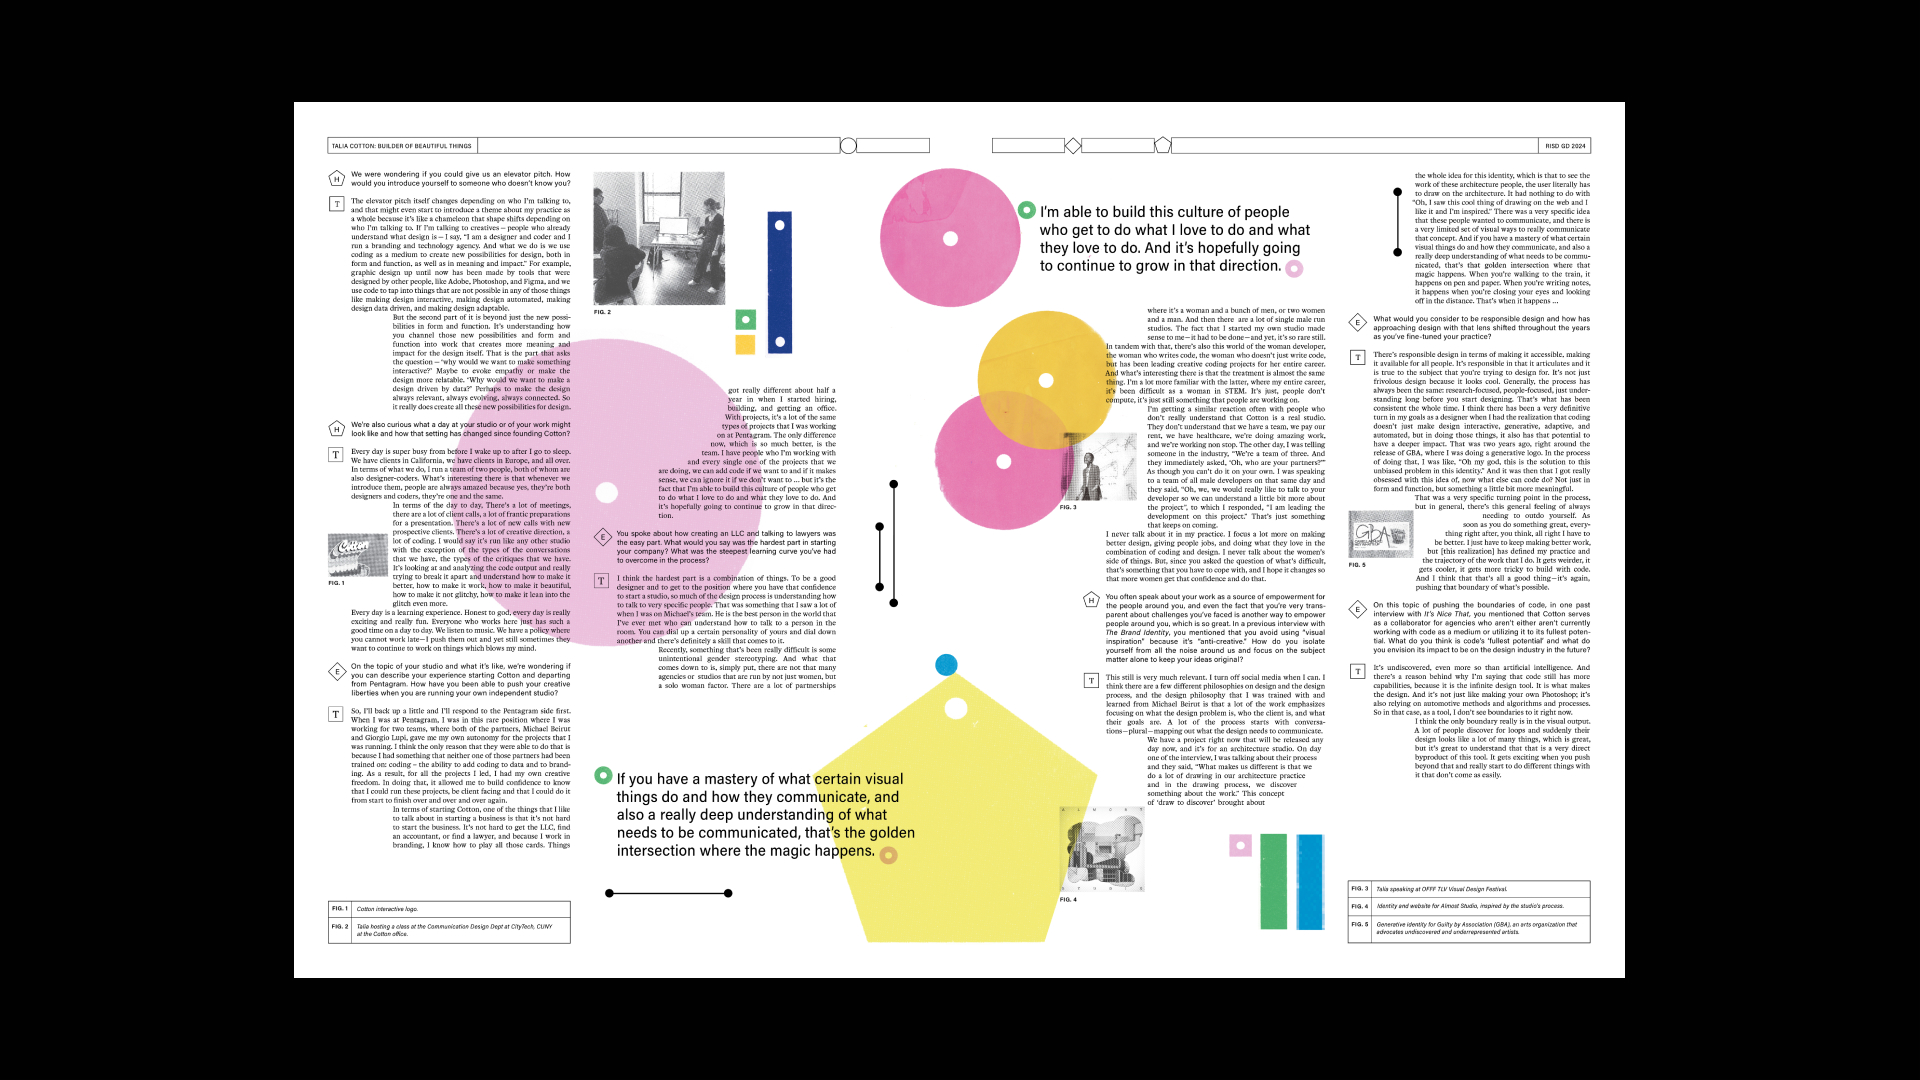 TALIA COTTON: BUILDER OF BEAUTIFUL THINGS
RISD GD 2024
H
We were wondering if you could give us an elevator pitch. How
would you introduce yourself to someone who doesn't know you?
T
The elevator pitch itself changes depending on who I'm talking to,
and that might even start to introduce a theme about my practice as
a whole because it's like a chameleon that shape shifts depending on
who I'm talking to. If I'm talking to creatives – people who already
understand what design is – I say, "I am a designer and coder and I
run a branding and technology agency. And what we do is we use
coding as a medium to create new possibilities for design, both in
form and function, as well as in meaning and impact." For example,
graphic design up until now has been made by tools that were
designed by other people, like Adobe, Photoshop, and Figma, and we
use code to tap into things that are not possible in any of those things
like making design interactive, making design automated, making
design data driven, and making design adaptable.
But the second part of it is beyond just the new possi-
bilities in form and function. It's understanding how
you channel those new possibilities and form and
function into work that creates more meaning and
impact for the design itself. That is the part that asks
the question – 'why would we want to make something
interactive?' Maybe to evoke empathy or make the
design more relatable. 'Why would we want to make a
design driven by data?' Perhaps to make the design
always relevant, always evolving, always connected. So
it really does create all these new possibilities for design.
H
We're also curious what a day at your studio or of your work might
look like and how that setting has changed since founding Cotton?
T
Every day is super busy from before I wake up to after I go to sleep.
We have clients in California, we have clients in Europe, and all over.
In terms of what we do, I run a team of two people, both of whom are
also designer-coders. What's interesting there is that whenever we
introduce them, people are always amazed because yes, they're both
designers and coders, they're one and the same.
In terms of the day to day, There's a lot of meetings,
there are a lot of client calls, a lot of frantic preparations
for a presentation. There's a lot of new calls with new
prospective clients. There's a lot of creative direction, a
lot of coding. I would say it's run like any other studio
with the exception of the types of the conversations
that we have, the types of the critiques that we have.
It's looking at and analyzing the code output and really
trying to break it apart and understand how to make it
better, how to make it work, how to make it beautiful,
how to make it not glitchy, how to make it lean into the
glitch even more.
Cotton
FIG. 1
Every day is a learning experience. Honest to god, every day is really
exciting and really fun. Everyone who works here just has such a
good time on a day to day. We listen to music. We have a policy where
you cannot work late—I push them out and yet still sometimes they
want to continue to work on things which blows my mind.
E
On the topic of your studio and what it's like, we're wondering if
you can describe your experience starting Cotton and departing
from Pentagram. How have you been able to push your creative
liberties when you are running your own independent studio?
T
So, I'll back up a little and I'll respond to the Pentagram side first.
When I was at Pentagram, I was in this rare position where I was
working for two teams, where both of the partners, Michael Beirut
and Giorgio Lupi, gave me my own autonomy for the projects that I
was running. I think the only reason that they were able to do that is
because I had something that neither one of those partners had been
trained on: coding – the ability to add coding to data and to brand-
ing. As a result, for all the projects I led, I had my own creative
freedom. In doing that, it allowed me to build confidence to know
that I could run these projects, be client facing and that I could do it
from start to finish over and over and over again.
In terms of starting Cotton, one of the things that I like
to talk about in starting a business is that it's not hard
to start the business. It's not hard to get the LLC, find
an accountant, or find a lawyer, and because I work in
branding, I know how to play all those cards. Things
FIG. 1 Cotton interactive logo.
FIG. 2 Talia hosting a class at the Communication Design Dept at CityTech, CUNY
at the Cotton office.
FIG. 2
got really different about half a
year in when I started hiring,
building, and getting an office.
With projects, it's a lot of the same
types of projects that I was working
on at Pentagram. The only difference
now, which is so much better, is the
team. I have people who I'm working with
and every single one of the projects that we
are doing, we can add code if we want to and if it makes
sense, we can ignore it if we don't want to ... but it's the
fact that I'm able to build this culture of people who get
to do what I love to do and what they love to do. And
it's hopefully going to continue to grow in that direc-
tion.
E
You spoke about how creating an LLC and talking to lawyers was
the easy part. What would you say was the hardest part in starting
your company? What was the steepest learning curve you've had
to overcome in the process?
T
I think the hardest part is a combination of things. To be a good
designer and to get to the position where you have that confidence
to start a studio, so much of the design process is understanding how
to talk to very specific people. That was something that I saw a lot of
when I was on Michael's team. He is the best person in the world that
I've ever met who can understand how to talk to a person in the
room. You can dial up a certain personality of yours and dial down
another and there's definitely a skill that comes to it.
Recently, something that's been really difficult is some
unintentional gender stereotyping. And what that
comes down to is, simply put, there are not that many
agencies or studios that are run by not just women, but
a solo woman factor. There are a lot of partnerships
If you have a mastery of what certain visual
things do and how they communicate, and
also a really deep understanding of what
needs to be communicated, that's the golden
intersection where the magic happens.
I'm able to build this culture of people
who get to do what I love to do and what
they love to do. And it's hopefully going
to continue to grow in that direction.
where it's a woman and a bunch of men, or two women
and a man. And then there are a lot of single male run
studios. The fact that I started my own studio made
sense to me—it had to be done—and yet, it's so rare still.
In tandem with that, there's also this world of the woman developer,
the woman who writes code, the woman who doesn't just write code,
but has been leading creative coding projects for her entire career.
And what's interesting there is that the treatment is almost the same
thing. I'm a lot more familiar with the latter, where my entire career,
it's been difficult as a woman in STEM. It's just, people don't
compute, it's just stood that people are working on.
I'm getting a similar reaction often with people who
don't really understand that Cotton is a real studio.
They don't understand that we have a team, we pay our
rent, we have healthcare, we're doing amazing work,
and we're working non stop. The other day, I was telling
someone in the industry, "We're a team of three. And
they immediately asked, 'Oh, who are your partners?'"
As though you can't do it on your own. I was speaking
to a team of all male developers on that same day and
they said, "Oh, we, we would really like to talk to your
developer so we can understand a little bit more about
the project", to which I responded, "I am leading the
development on this project." That's just something
that keeps on coming.
FIG. 3
I never talk about it in my practice. I focus a lot more on making
better design, giving people jobs, and doing what they love in the
combination of coding and design. I never talk about the women's
side of things. But, since you asked the question of what's difficult,
that's something that you have to cope with, and I hope it changes so
that more women get that confidence and do that.
H
You often speak about your work as a source of empowerment for
the people around you, and even the fact that you're very trans-
parent about challenges you've faced is another way to empower
people around you, which is so great. In a previous interview with
The Brand Identity, you mentioned that you avoid using "visual
inspiration" because it's "anti-creative." How do you isolate
yourself from all the noise around us and focus on the subject
matter alone to keep your ideas original?
T
This still is very much relevant. I turn off social media when I can. I
think there are a few different philosophies on design and the design
process, and the design philosophy that I was trained with and
learned from Michael Beirut is that a lot of the work emphasizes
focusing on what the design problem is, who the client is, and what
their goals are. A lot of the process starts with conversa-
tions—plural—mapping out what the design needs to communicate.
We have a project right now that will be released any
day now, and it's for an architecture studio. On day
one of the interview, I was talking about their process
and they said, "What makes us different is that we
do a lot of drawing in our architecture practice
and in the drawing process, we discover
something about the work." This concept
of 'draw to discover' brought about
FIG. 4
the whole idea for this identity, which is that to see the
work of these architecture people, the user literally has
to draw on the architecture. It had nothing to do with
"Oh, I saw this cool thing of drawing on the web and I
like it and I'm inspired." There was a very specific idea
that these people wanted to communicate, and there is
a very limited set of visual ways to really communicate
that concept. And if you have a mastery of what certain
visual things do and how they communicate, and also a
really deep understanding of what needs to be commu-
nicated, that's that golden intersection where that
magic happens. When you're walking to the train, it
happens on pen and paper. When you're writing notes,
it happens when you're closing your eyes and looking
off in the distance. That's when it happens ...
E
What would you consider to be responsible design and how has
approaching design with that lens shifted throughout the years
as you've fine-tuned your practice?
T
There's responsible design in terms of making it accessible, making
it available for all people. It's responsible in that it articulates and it
is true to the subject that you're trying to design for. It's not just
frivolous design because it looks cool. Generally, the process has
always been the same: research-focused, people-focused, just under-
standing long before you start designing. That's what has been
consistent the whole time. I think there has been a very definitive
turn in my goals as a designer when I had the realization that coding
doesn't just make design interactive, generative, adaptive, and
automated, but in doing those things, it also has that potential to
have a deeper impact. That was two years ago, right around the
release of GBA, where I was doing a generative logo. In the process
of doing that, I was like, "Oh my god, this is the solution to this
unbiased problem in this identity." And it was then that I got really
obsessed with this idea of, now what else can code do? Not just in
form and function, but something a little bit more meaningful.
That was a very specific turning point in the process,
but in general, there's this feeling of always
needing to outdo yourself. As
soon as you do something great, every-
thing right after, you think, all right I have to
be better. I just have to keep making better work,
but [this realization] has defined my practice and
the trajectory of the work that I do. It gets weirder, it
gets cooler, it gets more tricky to build with code.
And I think that that's all a good thing—it's again,
pushing that boundary of what's possible.
GBA
FIG. 5
E
On this topic of pushing the boundaries of code, in one past
interview with It's Nice That, you mentioned that Cotton serves
as a collaborator for agencies who aren't either aren't currently
working with code as a medium or utilizing it to its fullest poten-
tial. What do you think is code's 'fullest potential' and what do
you envision its impact to be on the design industry in the future?
T
It's undiscovered, even more so than artificial intelligence. And
there's a reason why I'm saying that code still has more
capabilities, because it is the infinite design tool. It is what makes
the design. And it's not just like making your own Photoshop; it's
also relying on automotive methods and algorithms and processes.
So in that case, as a tool, I don't see boundaries to it right now.
I think the only boundary really is in the visual output.
A lot of people discover for loops and suddenly their
design looks like a lot of many things, which is great,
but it's great to understand that that is a very direct
byproduct of this tool. It gets exciting when you push
beyond that and really start to do different things with
it that don't come as easily.
FIG. 3 Talia speaking at OFFF TLV Visual Design Festival.
FIG. 4 Identity and website for Almost Studio, inspired by the studio's process.
FIG. 5 Generative identity for Guilty by Association (GBA), an arts organization that
advocates undiscovered and underrepresented artists.